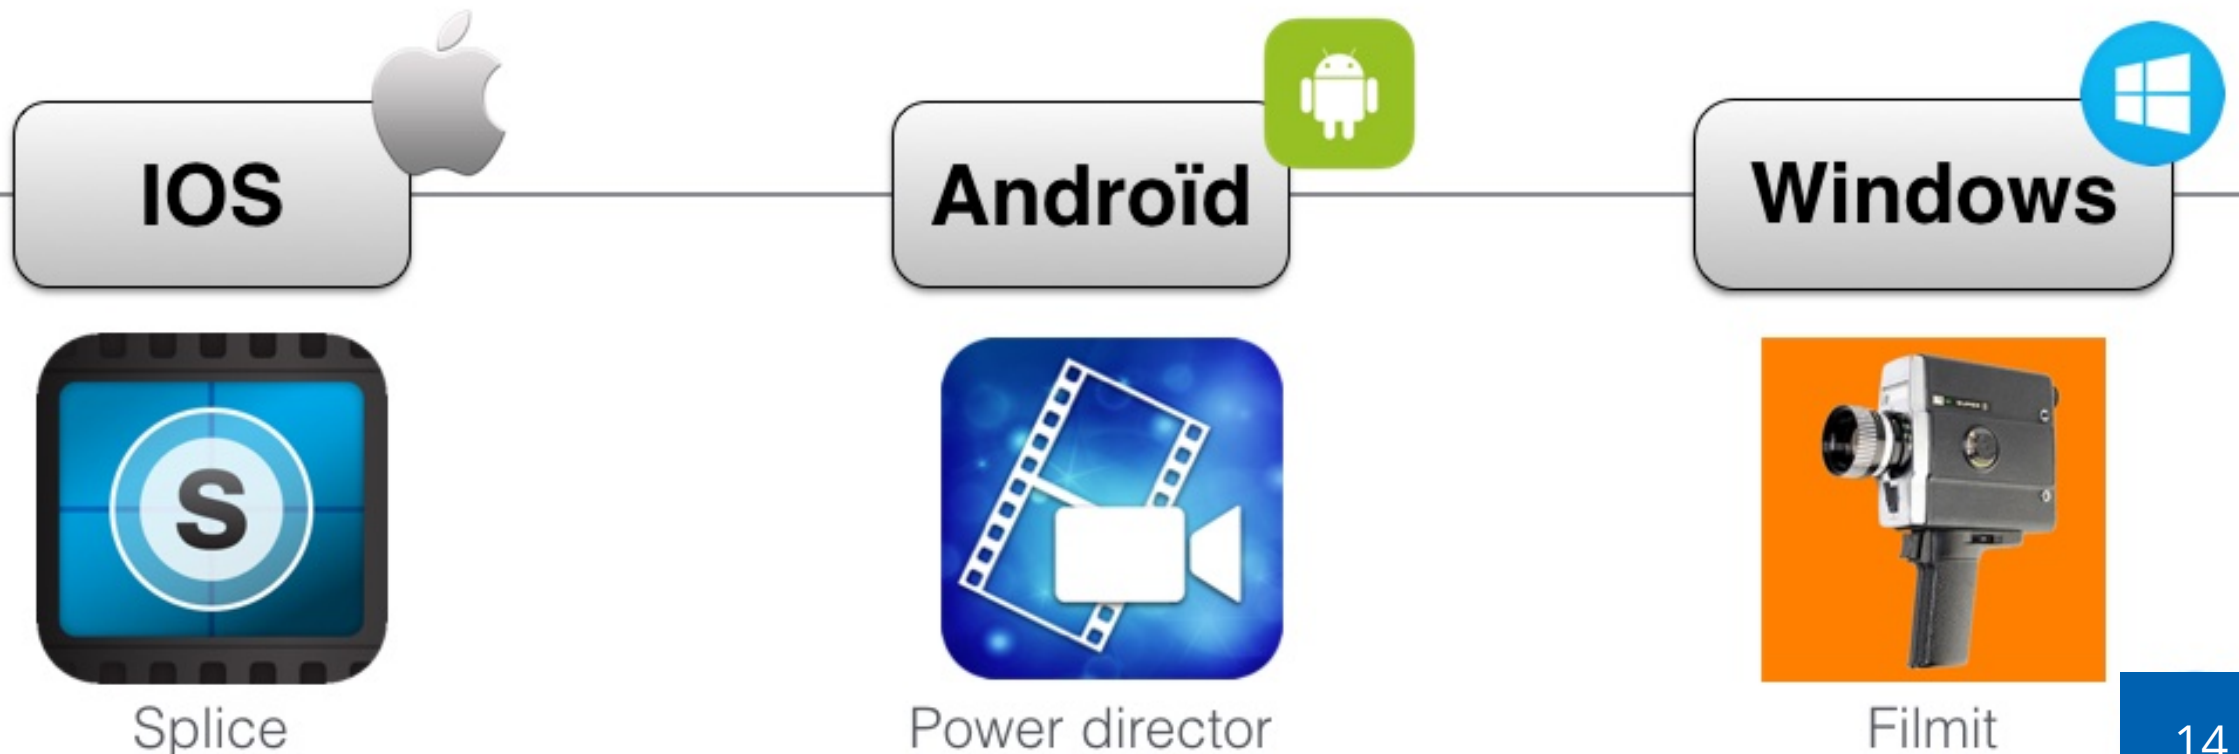 IOS
Androïd
Windows
S
Splice
Power director
Filmit
14